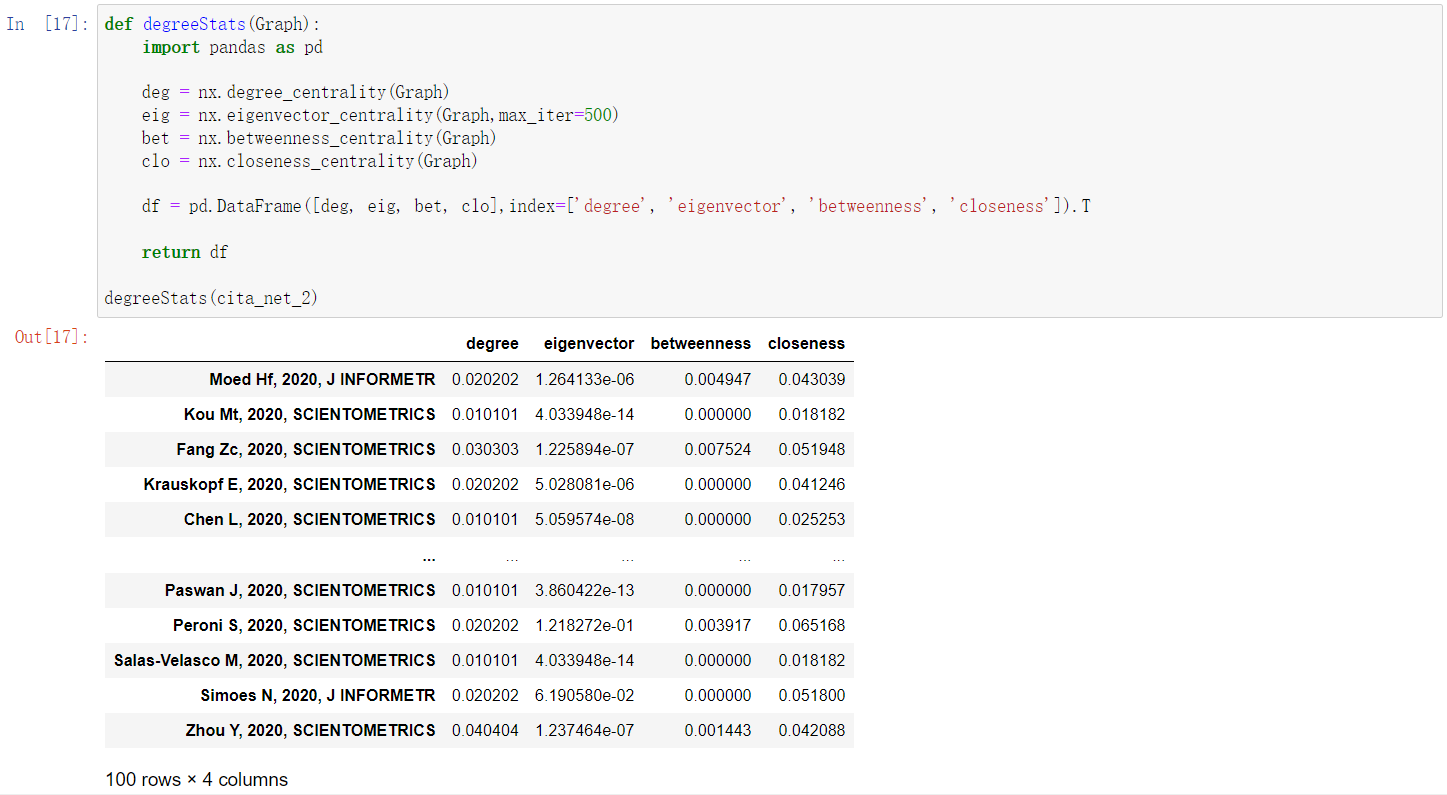 In [17]: def degreeStats(Graph):
    import pandas as pd

    deg = nx.degree_centrality(Graph)
    eig = nx.eigenvector_centrality(Graph,max_iter=500)
    bet = nx.betweenness_centrality(Graph)
    clo = nx.closeness_centrality(Graph)

    df = pd.DataFrame([deg, eig, bet, clo],index=['degree', 'eigenvector', 'betweenness', 'closeness']).T

    return df

degreeStats(cita_net_2)
Out[17]:
degree eigenvector betweenness closeness
Moed Hf, 2020, J INFORMETR 0.020202 1.264133e-06 0.004947 0.043039
Kou Mt, 2020, SCIENTOMETRICS 0.010101 4.033948e-14 0.000000 0.018182
Fang Zc, 2020, SCIENTOMETRICS 0.030303 1.225894e-07 0.007524 0.051948
Krauskopf E, 2020, SCIENTOMETRICS 0.020202 5.028081e-06 0.000000 0.041246
Chen L, 2020, SCIENTOMETRICS 0.010101 5.059574e-08 0.000000 0.025253
... ... ... ... ...
Paswan J, 2020, SCIENTOMETRICS 0.010101 3.860422e-13 0.000000 0.017957
Peroni S, 2020, SCIENTOMETRICS 0.020202 1.218272e-01 0.003917 0.065168
Salas-Velasco M, 2020, SCIENTOMETRICS 0.010101 4.033948e-14 0.000000 0.018182
Simoes N, 2020, J INFORMETR 0.020202 6.190580e-02 0.000000 0.051800
Zhou Y, 2020, SCIENTOMETRICS 0.040404 1.237464e-07 0.001443 0.042088
100 rows × 4 columns